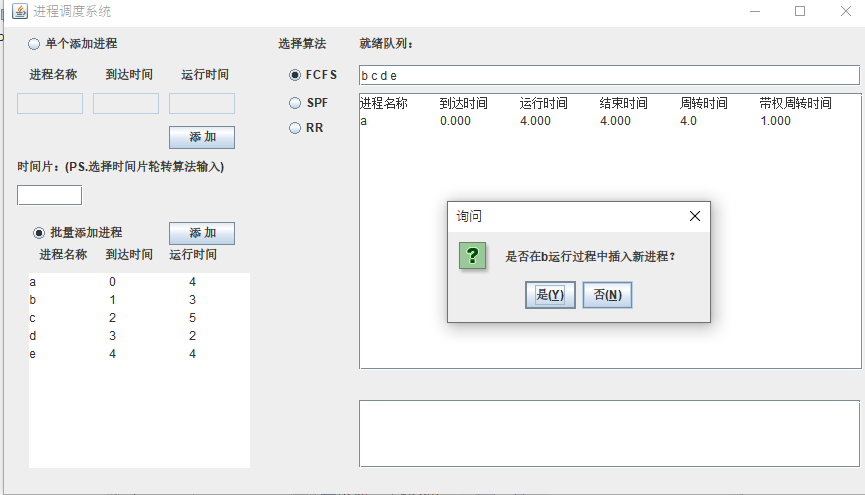 进程调度系统
单个添加进程
进程名称 到达时间 运行时间
添 加
时间片：(PS.选择时间片轮转算法输入)
批量添加进程
添 加
进程名称 到达时间 运行时间
a 0 4
b 1 3
c 2 5
d 3 2
e 4 4
选择算法
FCFS
SPF
RR
就绪队列：
b c d e
进程名称 到达时间 运行时间 结束时间 周转时间 带权周转时间
a 0.000 4.000 4.000 4.0 1.000
询问
?
是否在b运行过程中插入新进程？
是(Y) 否(N)